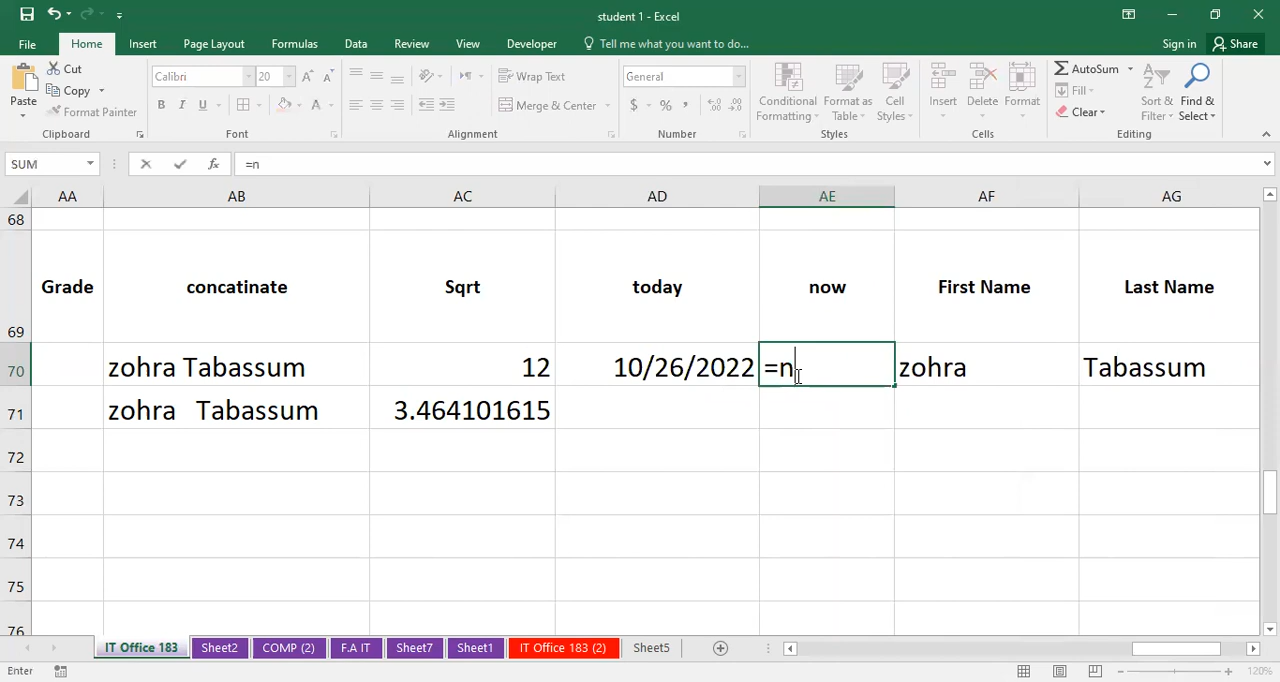 student 1 - Excel
File Home Insert Page Layout Formulas Data Review View Developer Tell me what you want to do... Sign in Share
Paste Cut Copy Format Painter Clipboard
Calibri 20 B I U A A A Font
Wrap Text Merge & Center Alignment
General $ % , Number
Conditional Formatting Format as Table Cell Styles Styles
Insert Delete Format Cells
AutoSum Fill Clear Sort & Filter Find & Select Editing
SUM =n
AA AB AC AD AE AF AG
68
69 Grade concatinate Sqrt today now First Name Last Name
70 zohra Tabassum 12 10/26/2022 =n zohra Tabassum
71 zohra Tabassum 3.464101615
72
73
74
75
76
IT Office 183 Sheet2 COMP (2) F.A IT Sheet7 Sheet1 IT Office 183 (2) Sheet5
Enter 120%